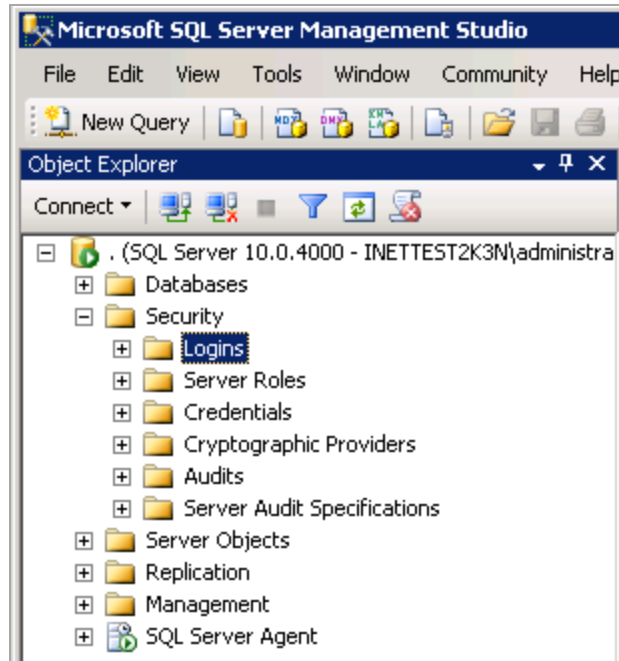 Microsoft SQL Server Management Studio
File Edit View Tools Window Community Help
New Query
Object Explorer
Connect
. (SQL Server 10.0.4000 - INETTEST2K3N\administra
Databases
Security
Logins
Server Roles
Credentials
Cryptographic Providers
Audits
Server Audit Specifications
Server Objects
Replication
Management
SQL Server Agent